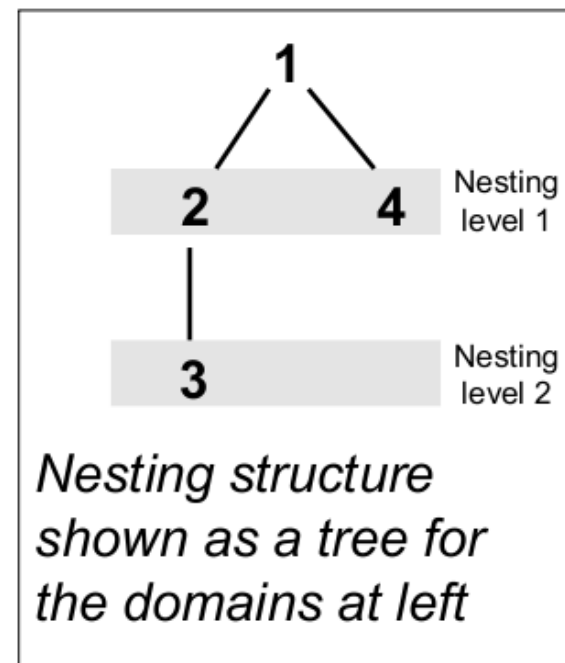 1
2 4 Nesting
level 1
3 Nesting
level 2
Nesting structure
shown as a tree for
the domains at left